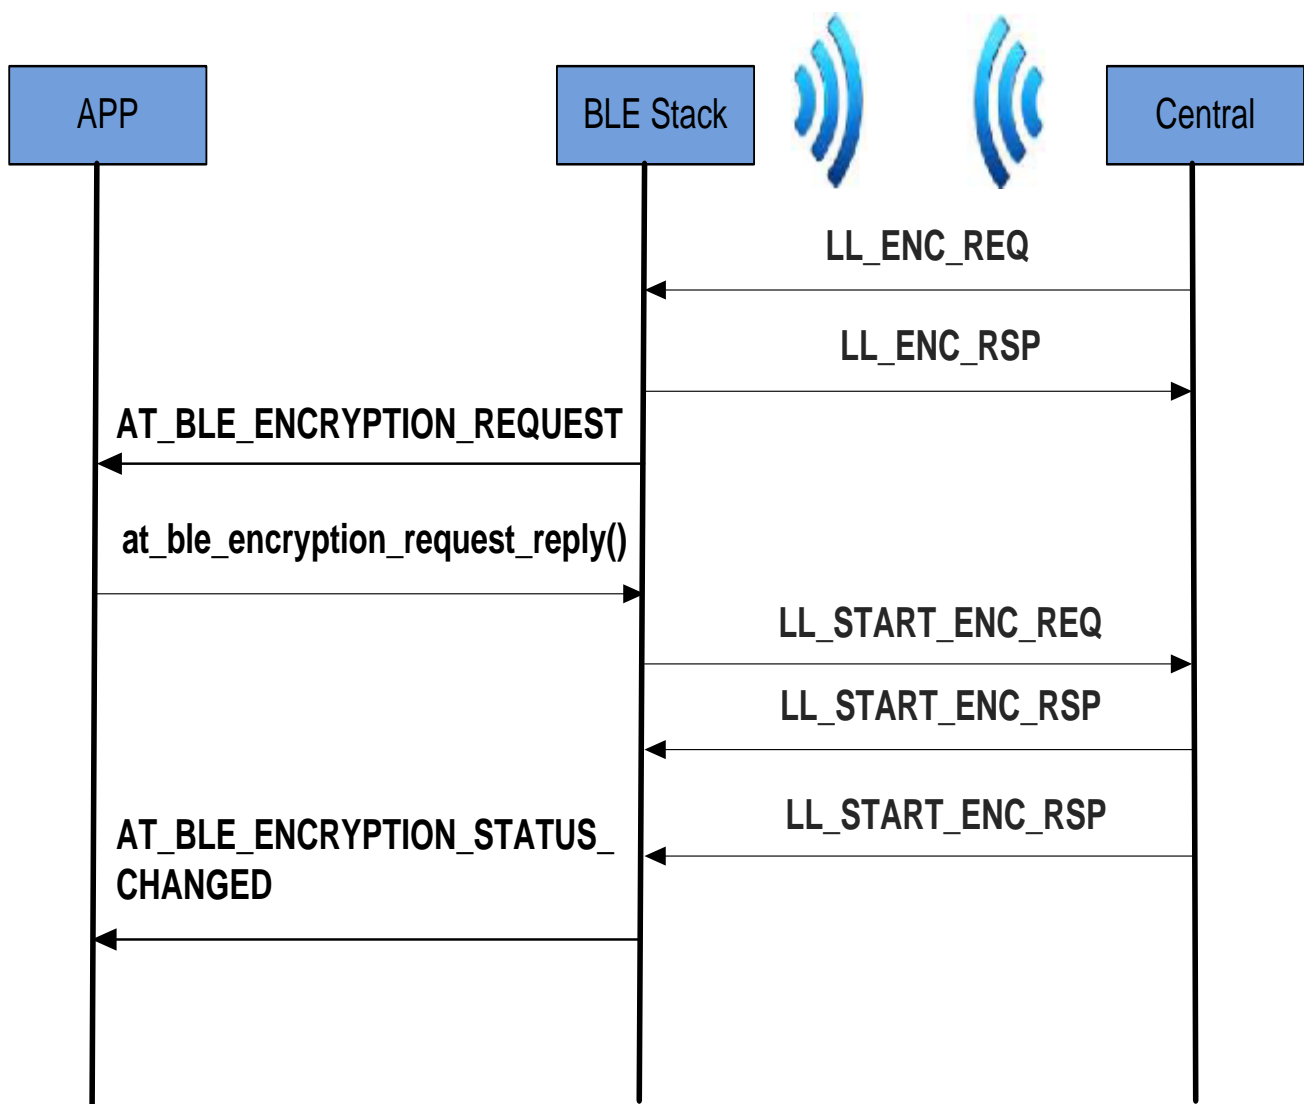 APP
BLE Stack
Central
LL_ENC_REQ
LL_ENC_RSP
AT_BLE_ENCRYPTION_REQUEST
at_ble_encryption_request_reply()
LL_START_ENC_REQ
LL_START_ENC_RSP
LL_START_ENC_RSP
AT_BLE_ENCRYPTION_STATUS_
CHANGED